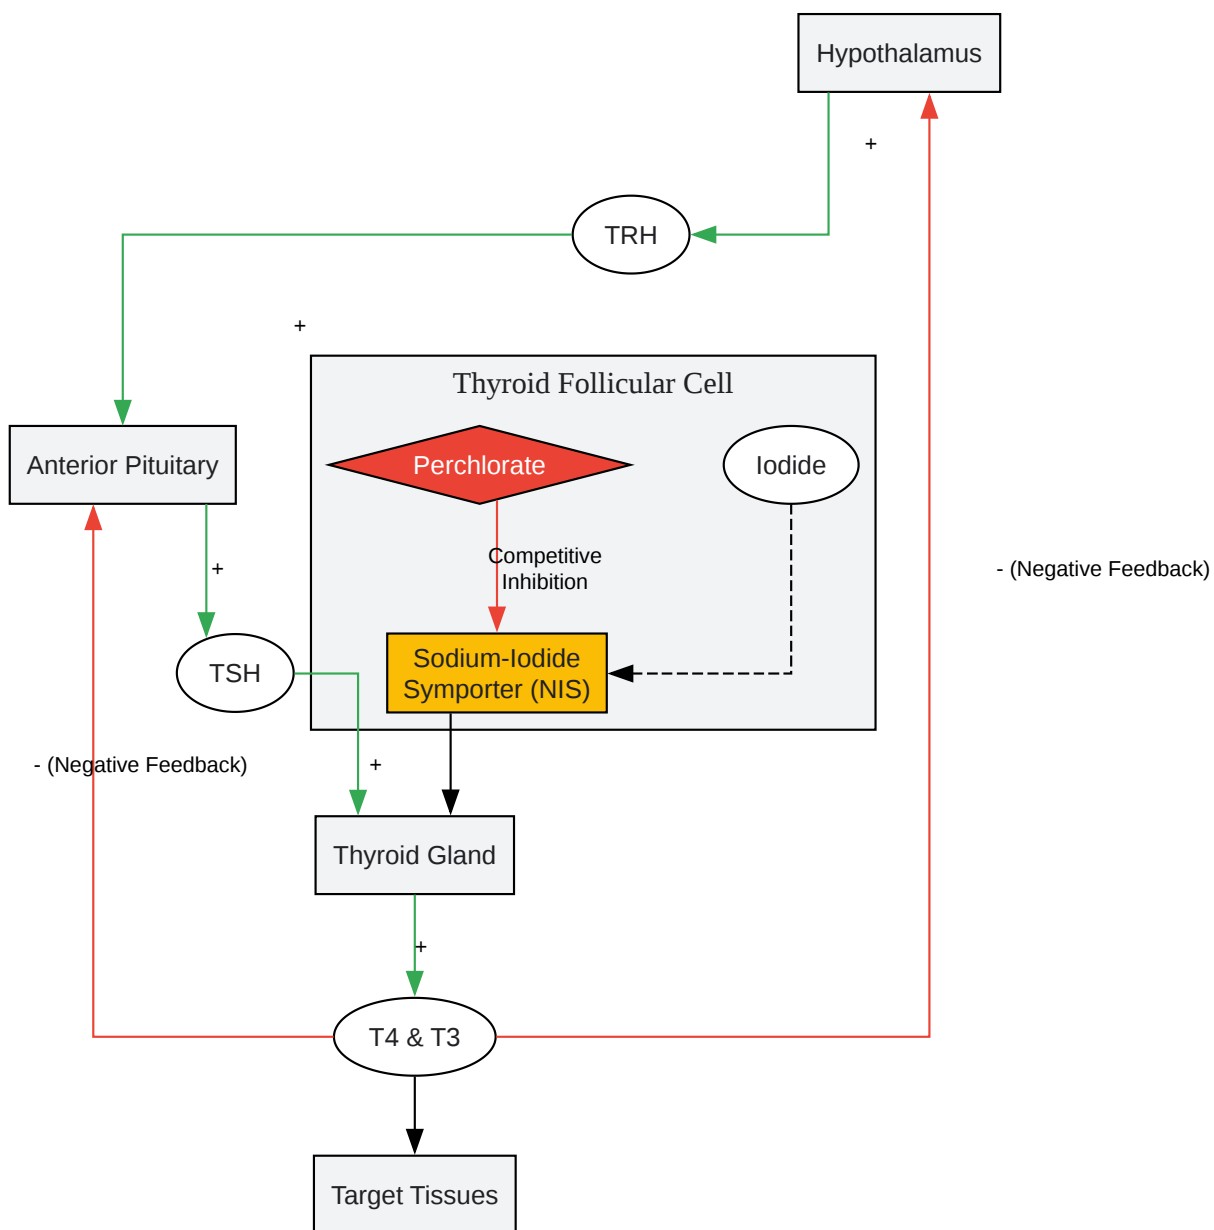 Hypothalamus
+
TRH
+
Thyroid Follicular Cell
Perchlorate
Iodide
Anterior Pituitary
Competitive
Inhibition
+
- (Negative Feedback)
Sodium-Iodide
Symporter (NIS)
TSH
- (Negative Feedback)
+
Thyroid Gland
+
T4 & T3
Target Tissues